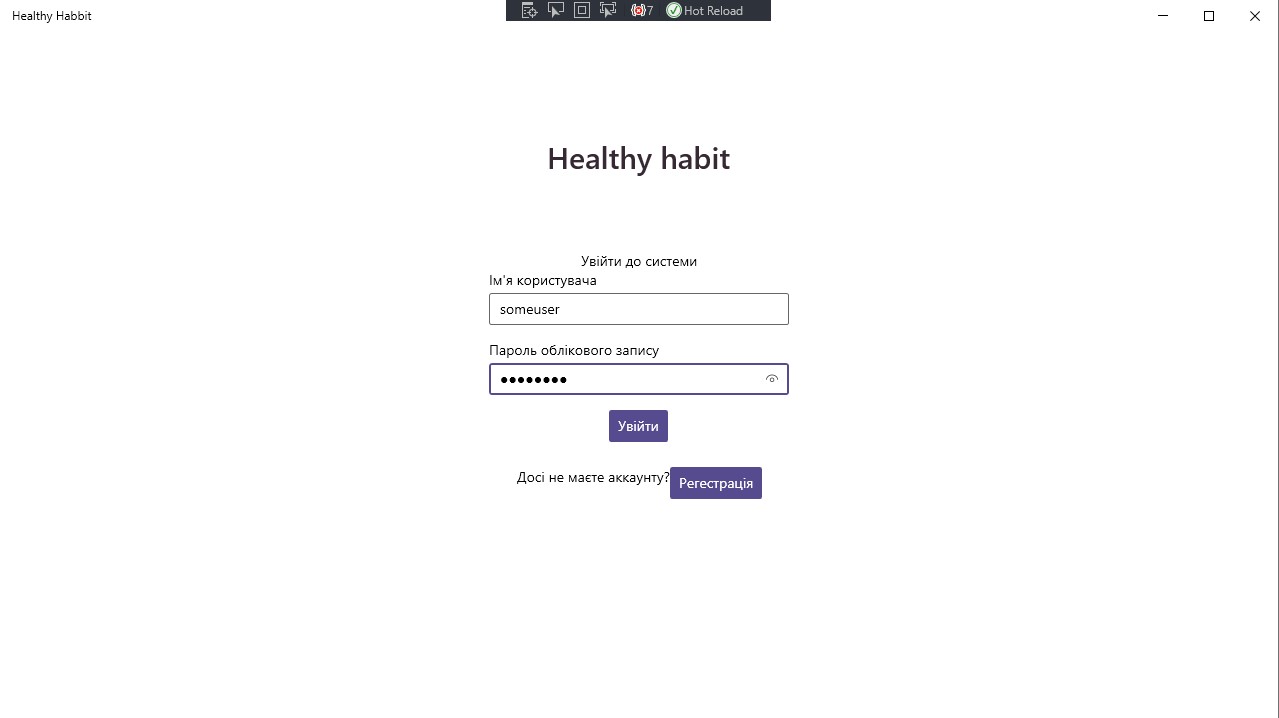 Healthy Habbit
7 Hot Reload
Healthy habit
Увійти до системи
Ім'я користувача
someuser
Пароль облікового запису
●●●●●●●●
Увійти
Досі не маєте аккаунту? Регестрація